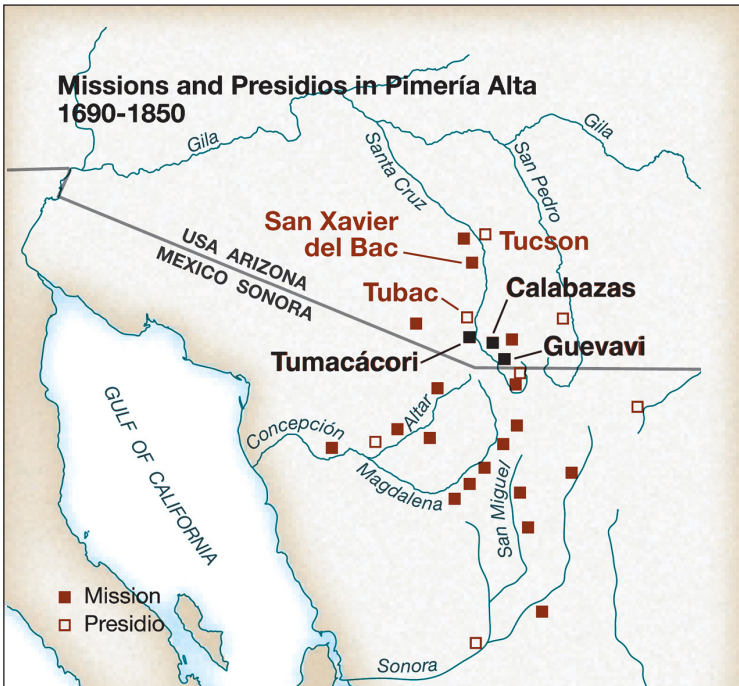 Missions and Presidios in Pimería Alta
1690-1850
Gila
Santa Cruz
San Pedro
Gila
San Xavier
del Bac
Tucson
USA ARIZONA
MEXICO SONORA
Tubac
Calabazas
Tumacácori
Guevavi
GULF OF CALIFORNIA
Concepción
Altar
Magdalena
San Miguel
Mission
Presidio
Sonora